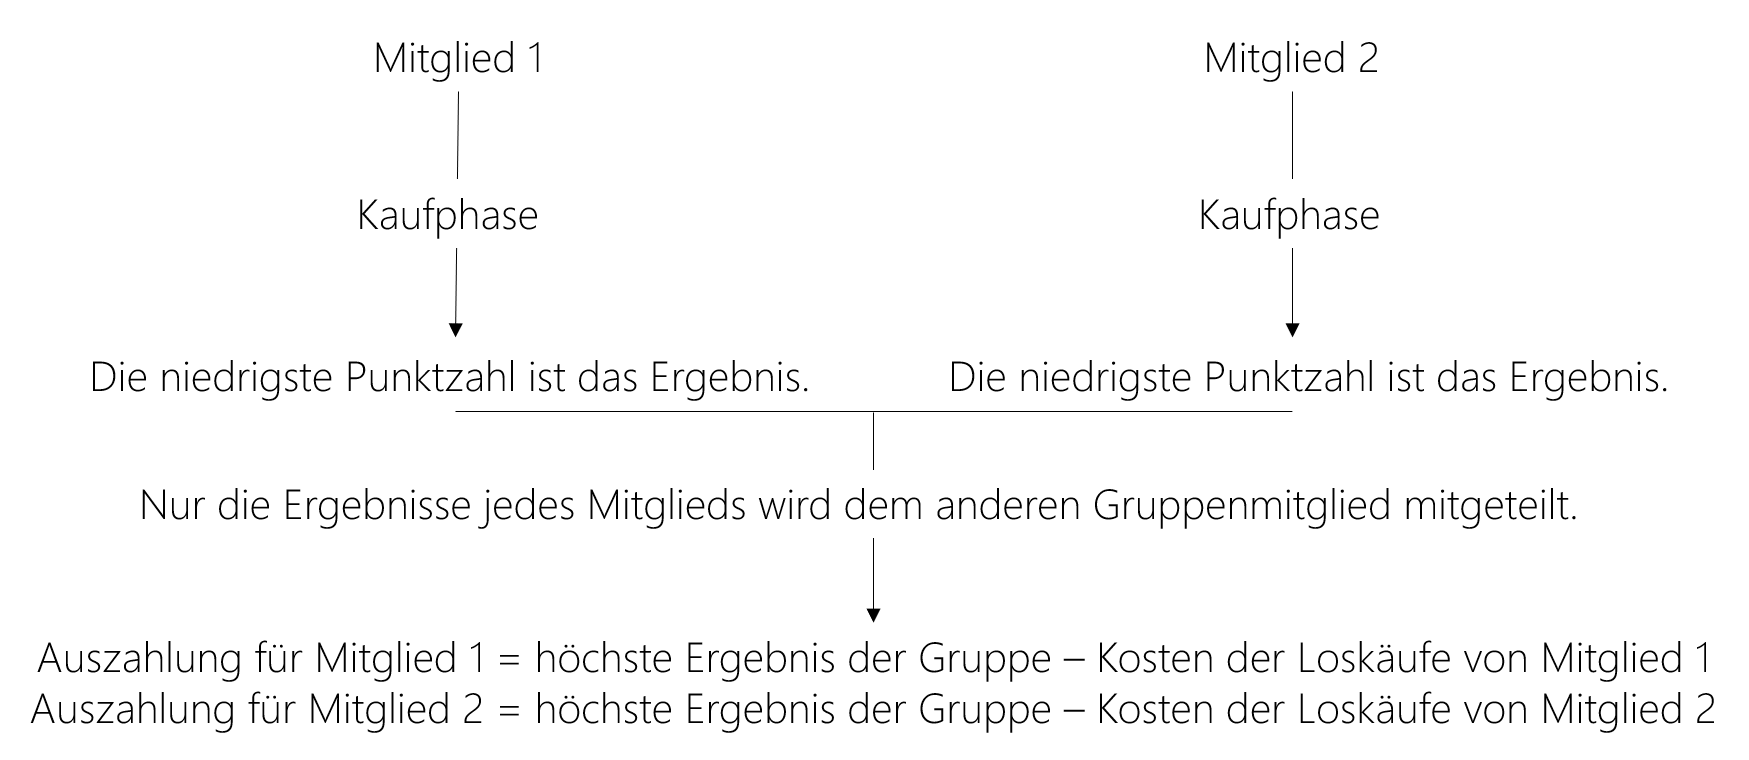 Mitglied 1
Mitglied 2
Kaufphase
Kaufphase
Die niedrigste Punktzahl ist das Ergebnis.
Die niedrigste Punktzahl ist das Ergebnis.
Nur die Ergebnisse jedes Mitglieds wird dem anderen Gruppenmitglied mitgeteilt.
Auszahlung für Mitglied 1 = höchste Ergebnis der Gruppe – Kosten der Loskäufe von Mitglied 1
Auszahlung für Mitglied 2 = höchste Ergebnis der Gruppe – Kosten der Loskäufe von Mitglied 2